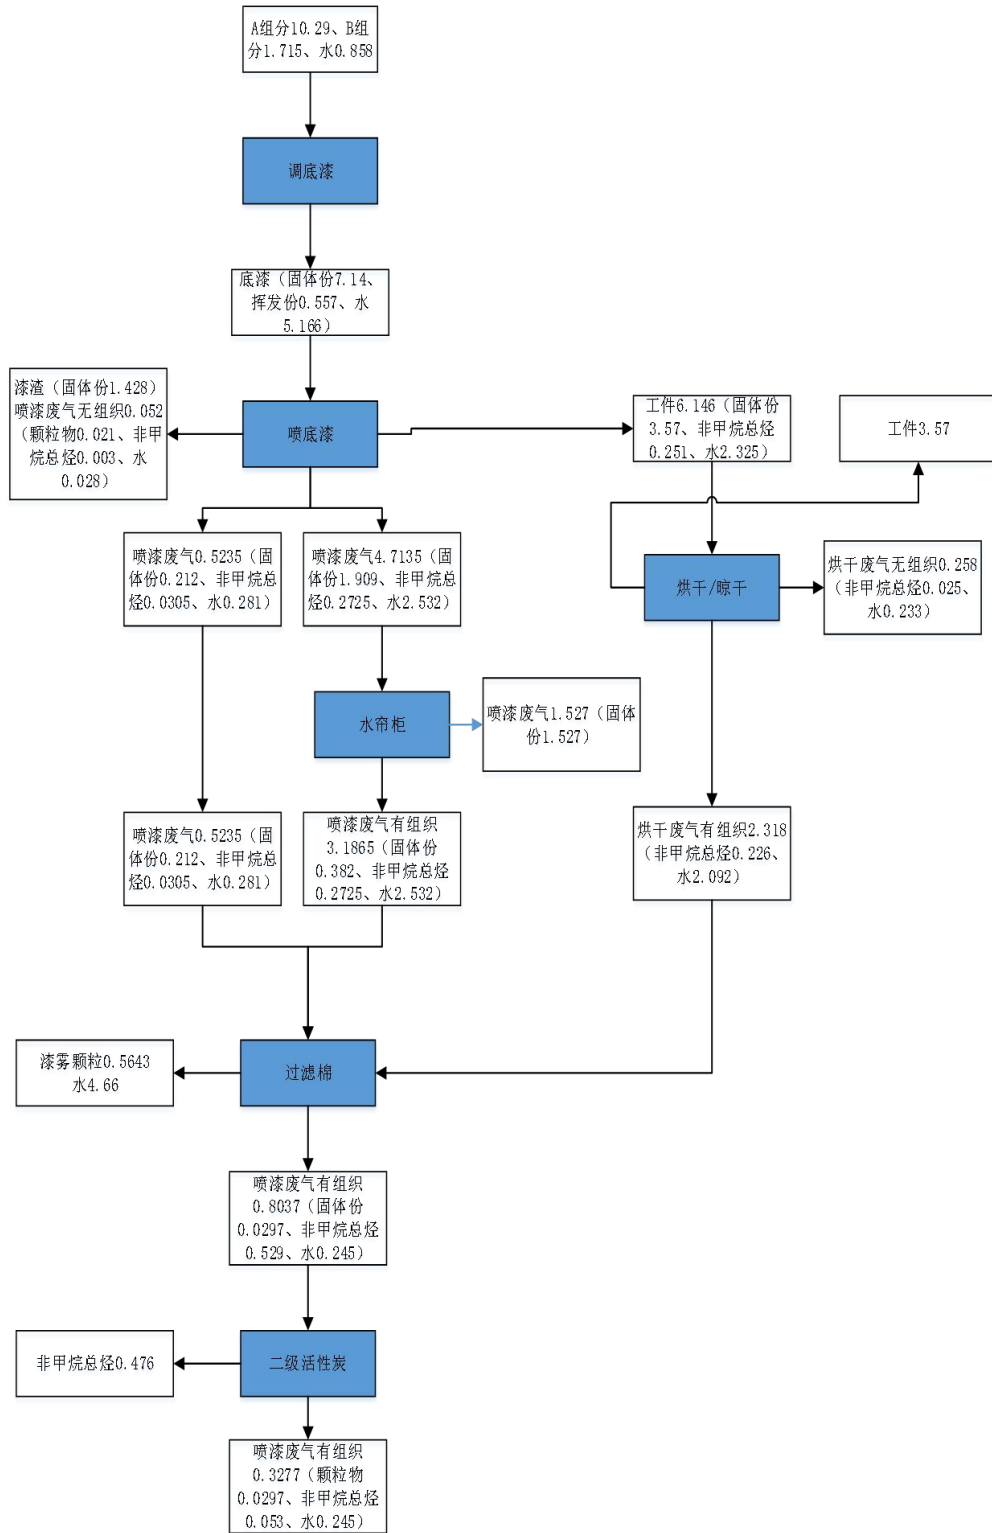 A组分10.29、B组
分1.715、水0.858
调底漆
底漆（固体份7.14、
挥发份0.557、水
5.166）
漆渣（固体份1.428）
喷漆废气无组织0.052
（颗粒物0.021、非甲
烷总烃0.003、水
0.028）
喷底漆
工件6.146（固体份
3.57、非甲烷总烃
0.251、水2.325）
工件3.57
喷漆废气0.5235（固
体份0.212、非甲烷总
烃0.0305、水0.281）
喷漆废气4.7135（固
体份1.909、非甲烷总
烃0.2725、水2.532）
烘干/晾干
烘干废气无组织0.258
（非甲烷总烃0.025、
水0.233）
水帘柜
喷漆废气1.527（固体
份1.527）
喷漆废气0.5235（固
体份0.212、非甲烷总
烃0.0305、水0.281）
喷漆废气有组织
3.1865（固体份
0.382、非甲烷总烃
0.2725、水2.532）
烘干废气有组织2.318
（非甲烷总烃0.226、
水2.092）
漆雾颗粒0.5643
水4.66
过滤棉
喷漆废气有组织
0.8037（固体份
0.0297、非甲烷总烃
0.529、水0.245）
非甲烷总烃0.476
二级活性炭
喷漆废气有组织
0.3277（颗粒物
0.0297、非甲烷总烃
0.053、水0.245）